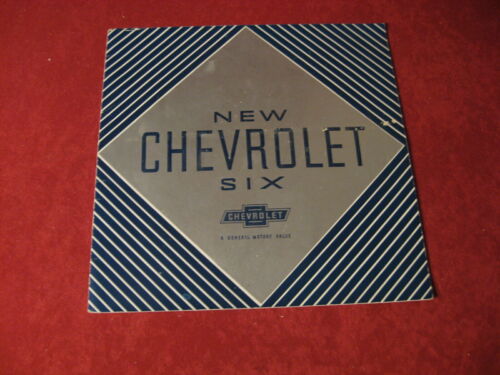 NEW
CHEVROLET
SIX
CHEVROLET
A GENERAL MOTORS VALUE